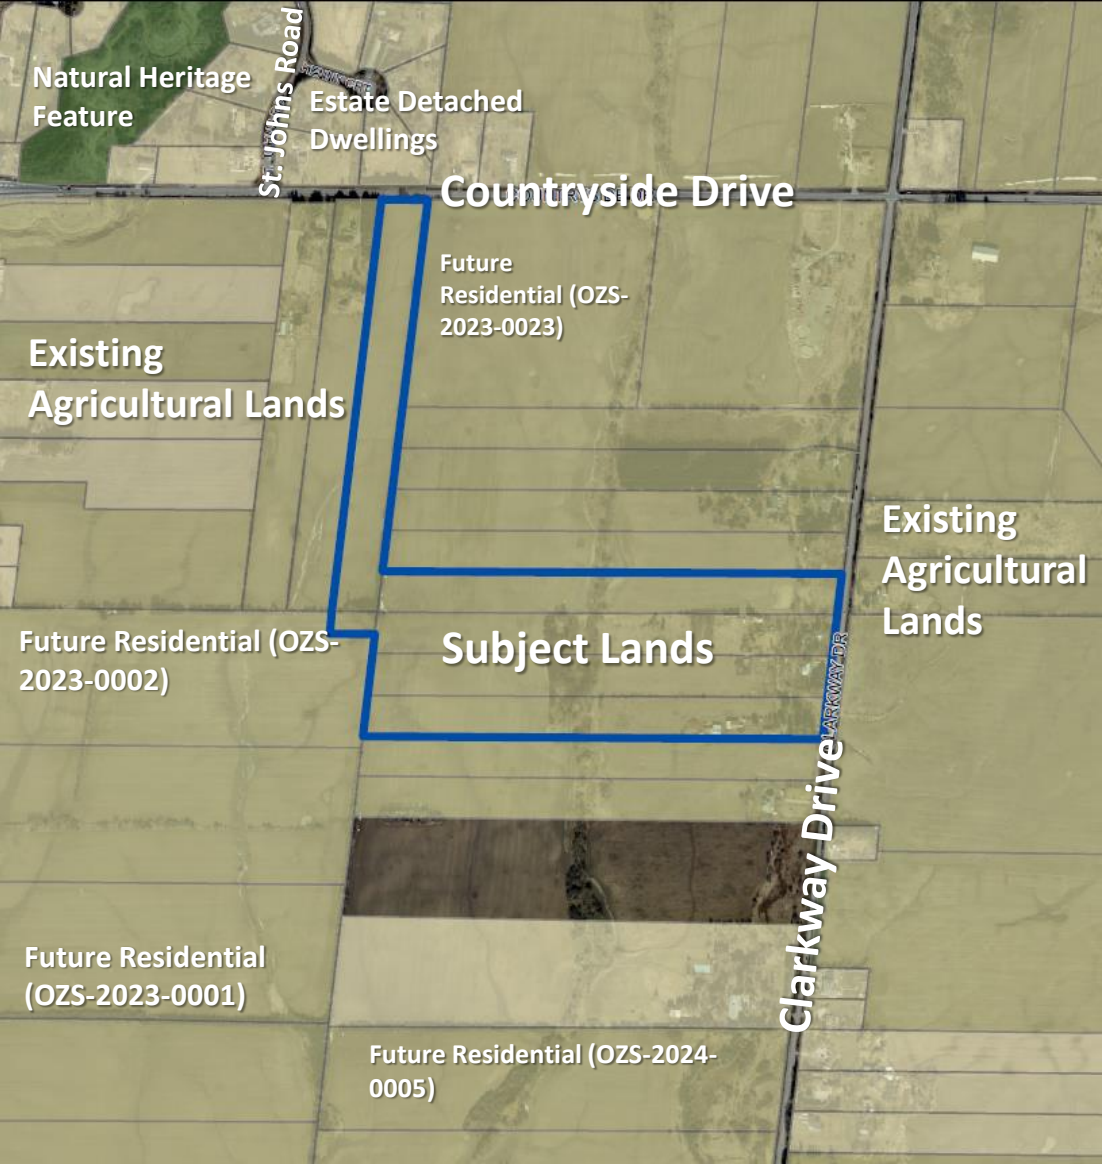 Natural Heritage
Feature
St. Johns Road
Estate Detached
Dwellings
Countryside Drive
Future
Residential (OZS-
2023-0023)
Existing
Agricultural Lands
Existing
Agricultural
Lands
Future Residential (OZS-
2023-0002)
Subject Lands
LARKWAY DR
Clarkway Drive
Future Residential
(OZS-2023-0001)
Future Residential (OZS-2024-
0005)